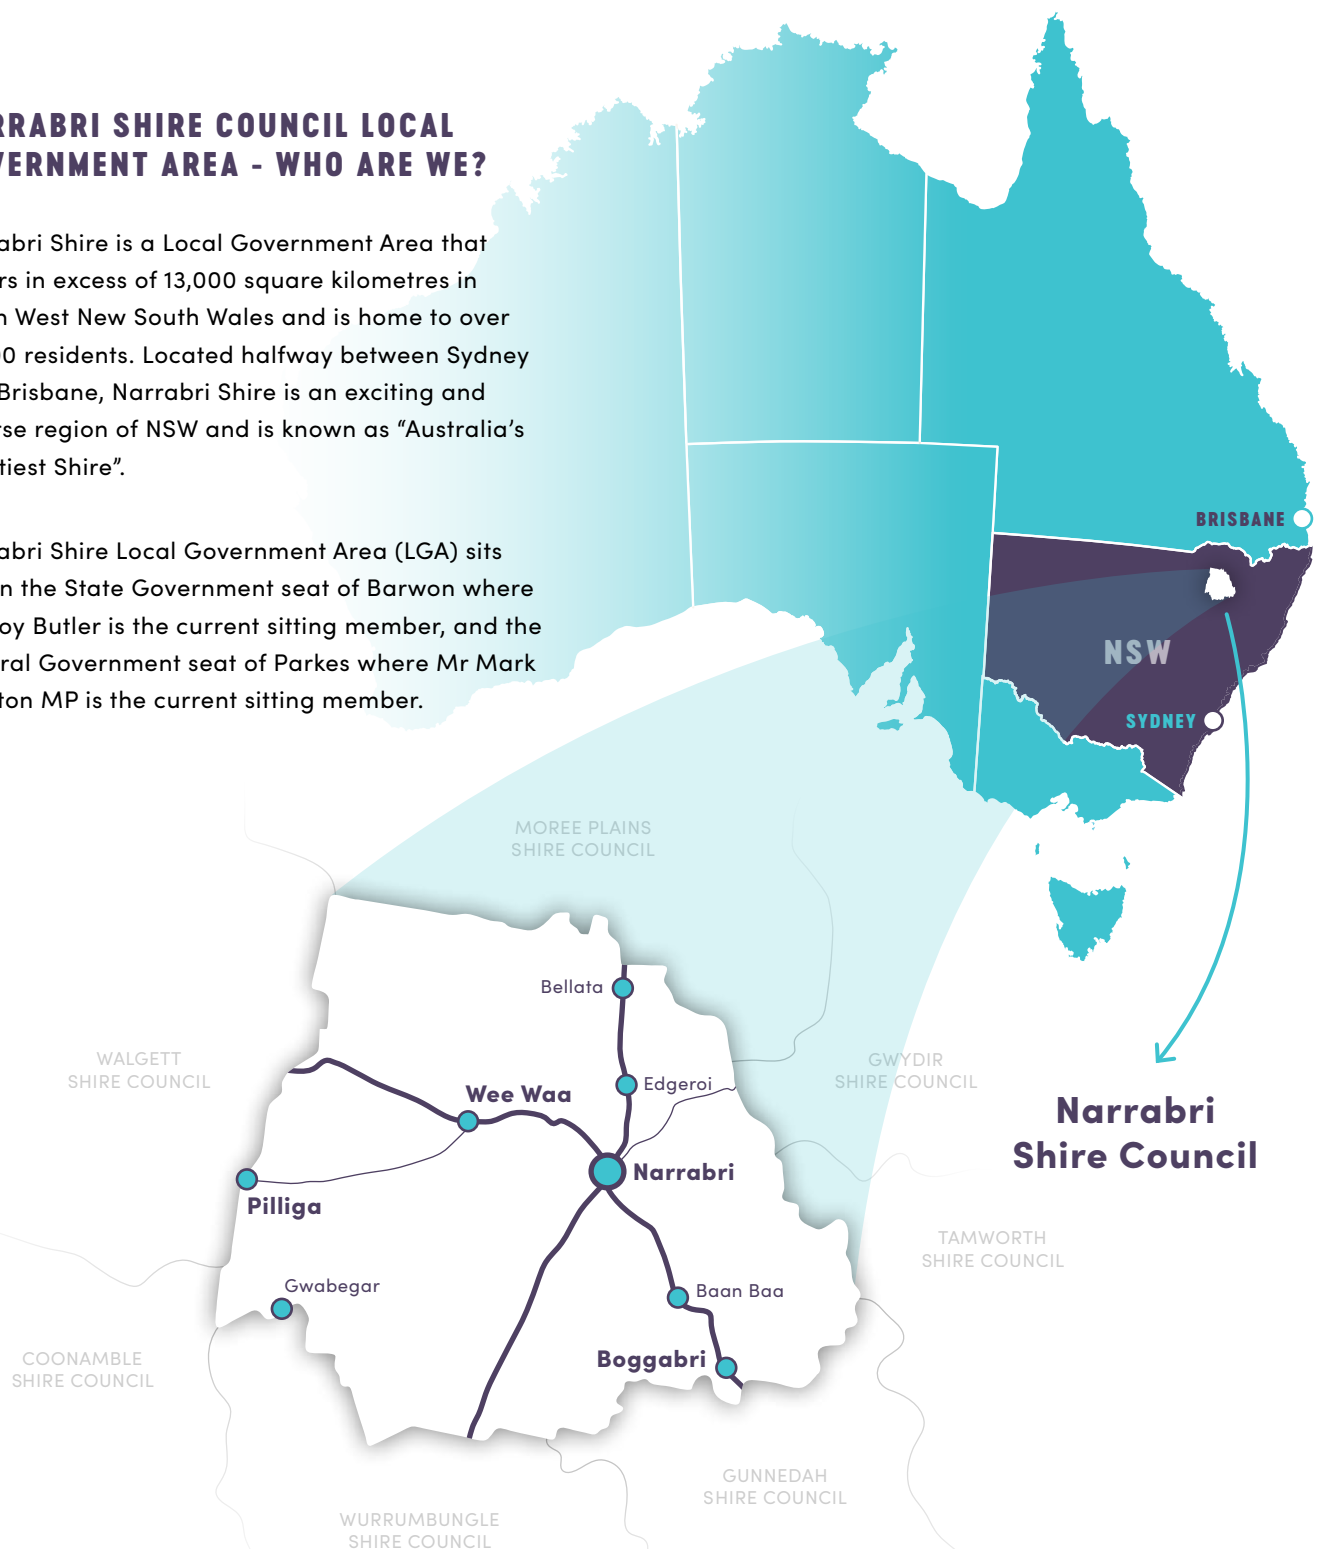 RRABRI SHIRE COUNCIL LOCAL
VERNMENT AREA - WHO ARE WE?
abri Shire is a Local Government Area that
rs in excess of 13,000 square kilometres in
h West New South Wales and is home to over
00 residents. Located halfway between Sydney
Brisbane, Narrabri Shire is an exciting and
rse region of NSW and is known as “Australia’s
tiest Shire”.
abri Shire Local Government Area (LGA) sits
n the State Government seat of Barwon where
oy Butler is the current sitting member, and the
ral Government seat of Parkes where Mr Mark
ton MP is the current sitting member.
BRISBANE
NSW
SYDNEY
MOREE PLAINS
SHIRE COUNCIL
Bellata
WALGETT
SHIRE COUNCIL
GWYDIR
SHIRE COUNCIL
Edgeroi
Wee Waa
Narrabri
Shire Council
Narrabri
Pilliga
TAMWORTH
SHIRE COUNCIL
Gwabegar
Baan Baa
Boggabri
COONAMBLE
SHIRE COUNCIL
GUNNEDAH
SHIRE COUNCIL
WURRUMBUNGLE
SHIRE COUNCIL